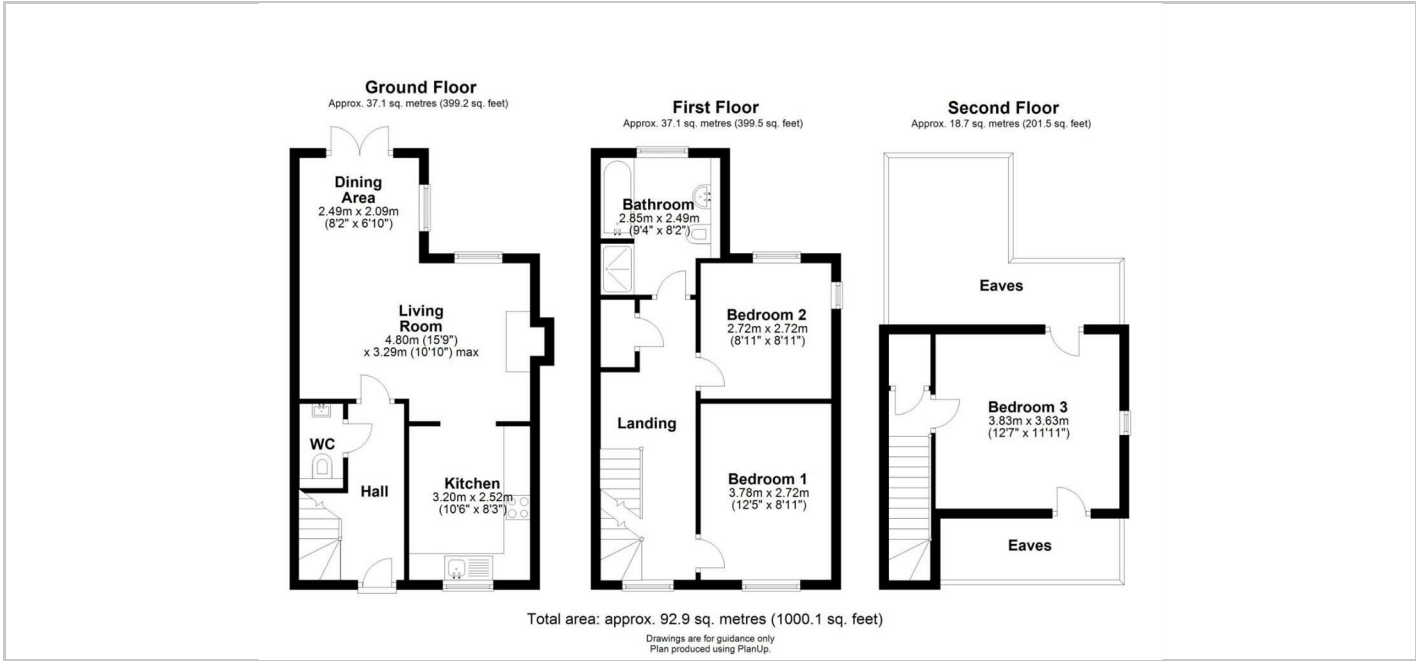 Ground Floor
Approx. 37.1 sq. metres (399.2 sq. feet)
Dining
Area
2.49m x 2.09m
(8'2" x 6'10")
Living
Room
4.80m (15'9")
x 3.29m (10'10") max
WC
Hall
Kitchen
3.20m x 2.52m
(10'6" x 8'3")
First Floor
Approx. 37.1 sq. metres (399.5 sq. feet)
Bathroom
2.85m x 2.49m
(9'4" x 8'2")
Bedroom 2
2.72m x 2.72m
(8'11" x 8'11")
Landing
Bedroom 1
3.78m x 2.72m
(12'5" x 8'11")
Second Floor
Approx. 18.7 sq. metres (201.5 sq. feet)
Eaves
Bedroom 3
3.83m x 3.63m
(12'7" x 11'11")
Eaves
Total area: approx. 92.9 sq. metres (1000.1 sq. feet)
Drawings are for guidance only
Plan produced using PlanUp.